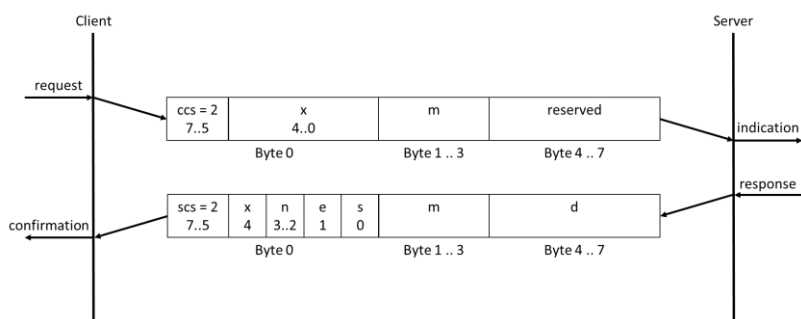 Client Server
request
ccs = 2 x m reserved
7..5 4..0
indication
Byte 0 Byte 1 .. 3 Byte 4 .. 7
response
scs = 2 x n e s m d
confirmation
7..5 4 3..2 1 0
Byte 0 Byte 1 .. 3 Byte 4 .. 7